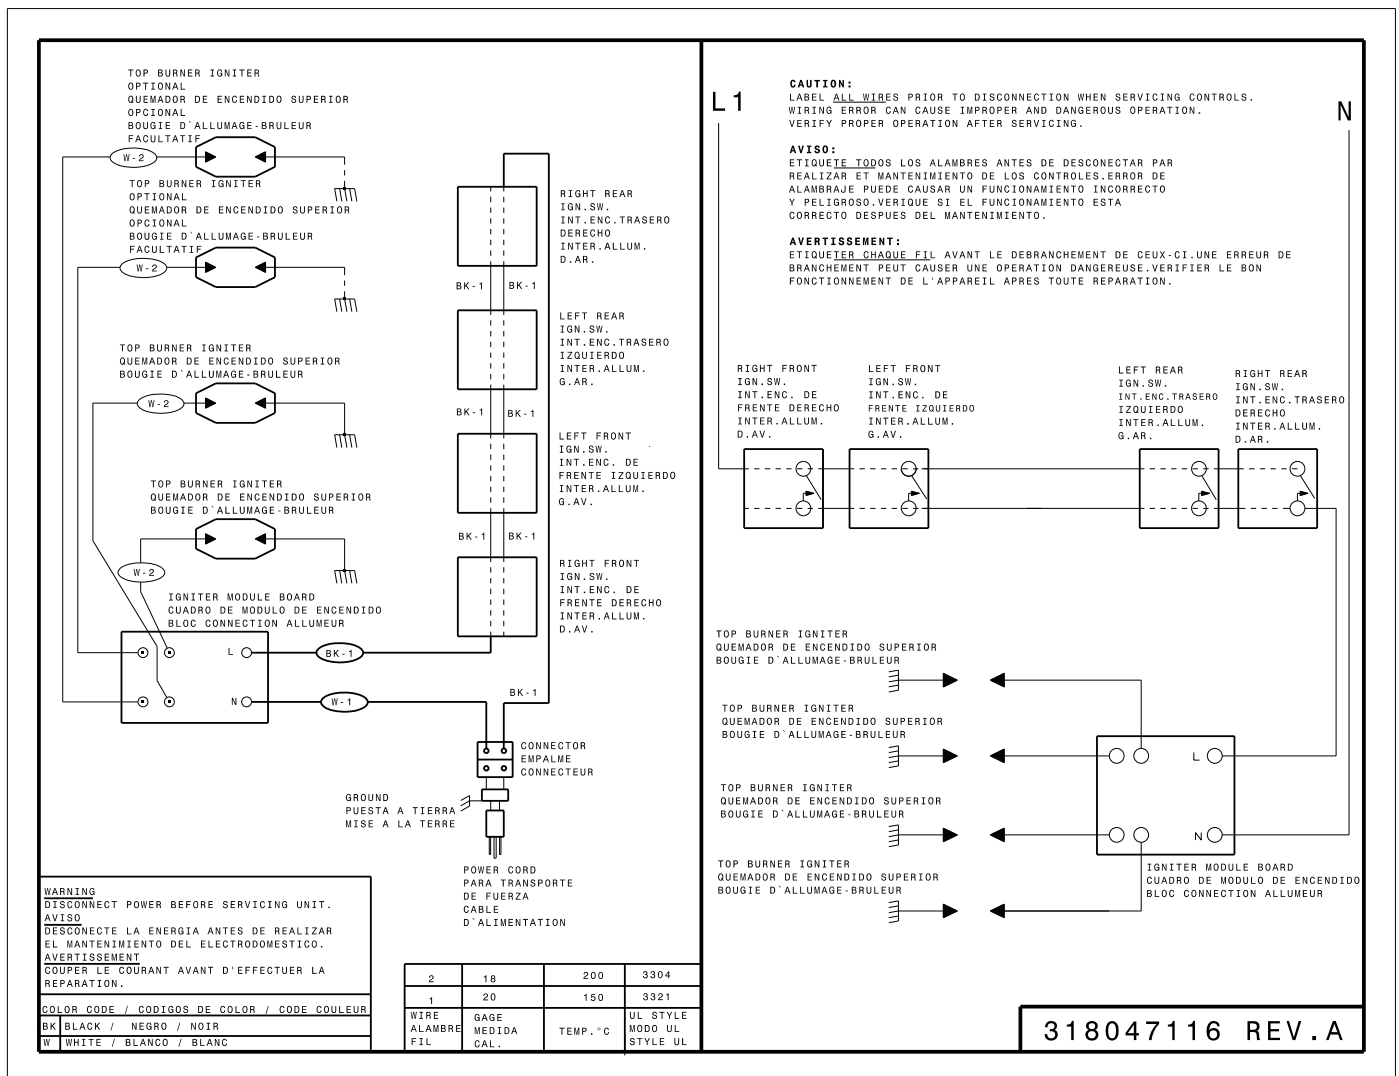 TOP BURNER IGNITER
OPTIONAL
QUEMADOR DE ENCENDIDO SUPERIOR
OPCIONAL
BOUGIE D`ALLUMAGE-BRULEUR
FACULTATIF
W-2
TOP BURNER IGNITER
OPTIONAL
QUEMADOR DE ENCENDIDO SUPERIOR
OPCIONAL
BOUGIE D`ALLUMAGE-BRULEUR
FACULTATIF
W-2
TOP BURNER IGNITER
QUEMADOR DE ENCENDIDO SUPERIOR
BOUGIE D`ALLUMAGE-BRULEUR
W-2
TOP BURNER IGNITER
QUEMADOR DE ENCENDIDO SUPERIOR
BOUGIE D`ALLUMAGE-BRULEUR
W-2
IGNITER MODULE BOARD
CUADRO DE MODULO DE ENCENDIDO
BLOC CONNECTION ALLUMEUR
L
BK-1
N
W-1
RIGHT REAR
IGN.SW.
INT.ENC.TRASERO
DERECHO
INTER.ALLUM.
D.AR.
BK-1 BK-1
LEFT REAR
IGN.SW.
INT.ENC.TRASERO
IZQUIERDO
INTER.ALLUM.
G.AR.
BK-1 BK-1
LEFT FRONT
IGN.SW.
INT.ENC. DE
FRENTE IZQUIERDO
INTER.ALLUM.
G.AV.
BK-1 BK-1
RIGHT FRONT
IGN.SW.
INT.ENC. DE
FRENTE DERECHO
INTER.ALLUM.
D.AV.
BK-1
CONNECTOR
EMPALME
CONNECTEUR
GROUND
PUESTA A TIERRA
MISE A LA TERRE
POWER CORD
PARA TRANSPORTE
DE FUERZA
CABLE
D`ALIMENTATION
WARNING
DISCONNECT POWER BEFORE SERVICING UNIT.
AVISO
DESCONECTE LA ENERGIA ANTES DE REALIZAR
EL MANTENIMIENTO DEL ELECTRODOMESTICO.
AVERTISSEMENT
COUPER LE COURANT AVANT D'EFFECTUER LA
REPARATION.
COLOR CODE / CODIGOS DE COLOR / CODE COULEUR
BK BLACK / NEGRO / NOIR
W WHITE / BLANCO / BLANC
2 18 200 3304
1 20 150 3321
WIRE
ALAMBRE
FIL
GAGE
MEDIDA
CAL.
TEMP.°C
UL STYLE
MODO UL
STYLE UL
L1
N
CAUTION:
LABEL ALL WIRES PRIOR TO DISCONNECTION WHEN SERVICING CONTROLS.
WIRING ERROR CAN CAUSE IMPROPER AND DANGEROUS OPERATION.
VERIFY PROPER OPERATION AFTER SERVICING.
AVISO:
ETIQUETE TODOS LOS ALAMBRES ANTES DE DESCONECTAR PAR
REALIZAR ET MANTENIMIENTO DE LOS CONTROLES.ERROR DE
ALAMBRAJE PUEDE CAUSAR UN FUNCIONAMIENTO INCORRECTO
Y PELIGROSO.VERIQUE SI EL FUNCIONAMIENTO ESTA
CORRECTO DESPUES DEL MANTENIMIENTO.
AVERTISSEMENT:
ETIQUETER CHAQUE FIL AVANT LE DEBRANCHEMENT DE CEUX-CI.UNE ERREUR DE
BRANCHEMENT PEUT CAUSER UNE OPERATION DANGEREUSE.VERIFIER LE BON
FONCTIONNEMENT DE L'APPAREIL APRES TOUTE REPARATION.
RIGHT FRONT
IGN.SW.
INT.ENC. DE
FRENTE DERECHO
INTER.ALLUM.
D.AV.
LEFT FRONT
IGN.SW.
INT.ENC. DE
FRENTE IZQUIERDO
INTER.ALLUM.
G.AV.
LEFT REAR
IGN.SW.
INT.ENC.TRASERO
IZQUIERDO
INTER.ALLUM.
G.AR.
RIGHT REAR
IGN.SW.
INT.ENC.TRASERO
DERECHO
INTER.ALLUM.
D.AR.
TOP BURNER IGNITER
QUEMADOR DE ENCENDIDO SUPERIOR
BOUGIE D`ALLUMAGE-BRULEUR
TOP BURNER IGNITER
QUEMADOR DE ENCENDIDO SUPERIOR
BOUGIE D`ALLUMAGE-BRULEUR
TOP BURNER IGNITER
QUEMADOR DE ENCENDIDO SUPERIOR
BOUGIE D`ALLUMAGE-BRULEUR
TOP BURNER IGNITER
QUEMADOR DE ENCENDIDO SUPERIOR
BOUGIE D`ALLUMAGE-BRULEUR
L
N
IGNITER MODULE BOARD
CUADRO DE MODULO DE ENCENDIDO
BLOC CONNECTION ALLUMEUR
318047116 REV.A